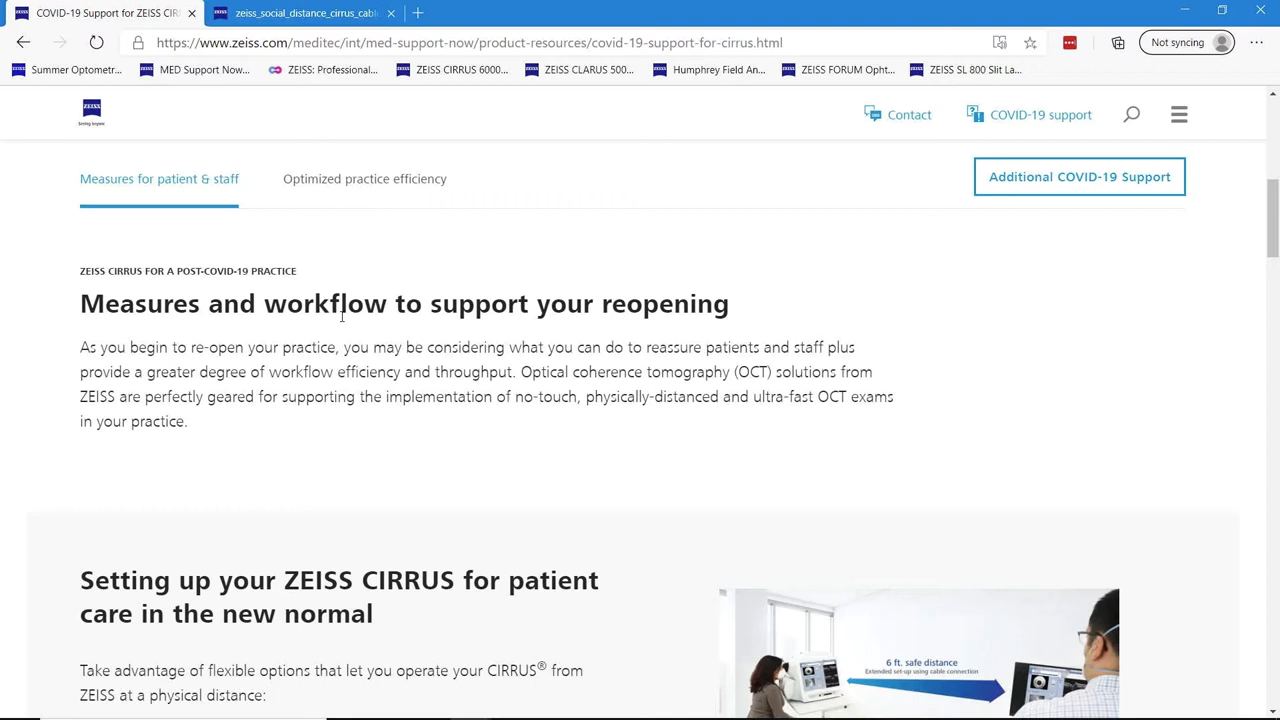 COVID-19 Support for ZEISS CIR
zeiss_social_distance_cirrus_cabl
https://www.zeiss.com/meditec/int/med-support-now/product-resources/covid-19-support-for-cirrus.html
Not syncing
Summer Optometr...
MED Support Now...
ZEISS: Professional...
ZEISS CIRRUS 6000...
ZEISS CLARUS 500...
Humphrey Field An...
ZEISS FORUM Opht...
ZEISS SL 800 Slit La...
ZEISS
Seeing beyond
Contact
COVID-19 support
Measures for patient & staff
Optimized practice efficiency
Additional COVID-19 Support
ZEISS CIRRUS FOR A POST-COVID-19 PRACTICE
Measures and workflow to support your reopening
As you begin to re-open your practice, you may be considering what you can do to reassure patients and staff plus
provide a greater degree of workflow efficiency and throughput. Optical coherence tomography (OCT) solutions from
ZEISS are perfectly geared for supporting the implementation of no-touch, physically-distanced and ultra-fast OCT exams
in your practice.
Setting up your ZEISS CIRRUS for patient
care in the new normal
Take advantage of flexible options that let you operate your CIRRUS® from
ZEISS at a physical distance:
6 ft. safe distance
Extended set-up using cable connection